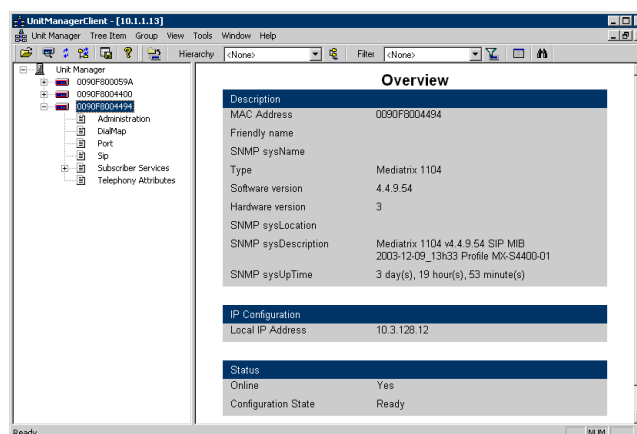 UnitManagerClient - [10.1.1.13]
Unit Manager Tree Item Group View Tools Window Help
Hierarchy <None> Filter <None>
Unit Manager
0090F800059A
0090F8004400
0090F8004494
Administration
DialMap
Port
Sip
Subscriber Services
Telephony Attributes
Overview
Description
MAC Address 0090F8004494
Friendly name
SNMP sysName
Type Mediatrix 1104
Software version 4.4.9.54
Hardware version 3
SNMP sysLocation
SNMP sysDescription Mediatrix 1104 v4.4.9.54 SIP MIB
2003-12-09_13h33 Profile MX-S4400-01
SNMP sysUpTime 3 day(s), 19 hour(s), 53 minute(s)
IP Configuration
Local IP Address 10.3.128.12
Status
Online Yes
Configuration State Ready
Ready NUM